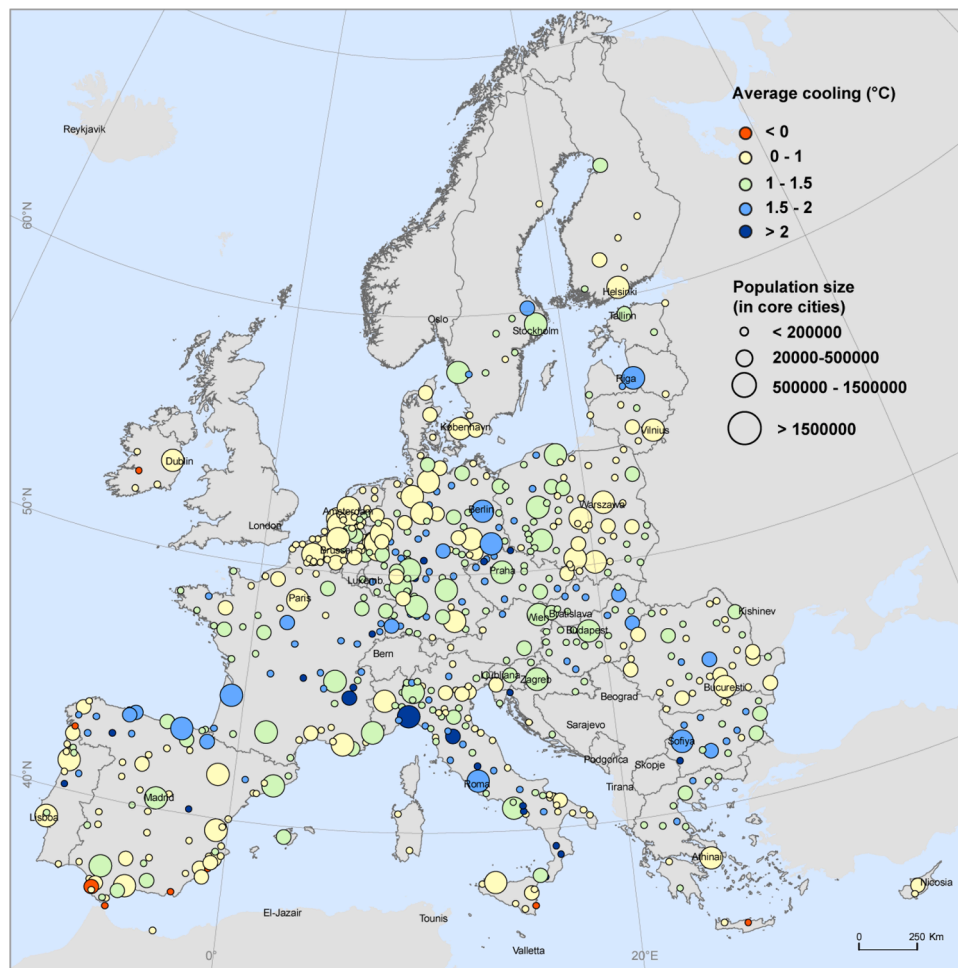 Average cooling (°C)
< 0
0 - 1
1 - 1.5
1.5 - 2
> 2
Reykjavik
60°N
Population size
(in core cities)
< 200000
20000-500000
500000 - 1500000
> 1500000
Helsinki
Tallinn
Oslo
Stockholm
Riga
København
Vilnius
Dublin
50°N
London
Amsterdam
Berlin
Warszawa
Brussel
Luxemb
Praha
Paris
Wien
Bratislava
Budapest
Kishinev
Bern
Ljubljana
Zagreb
Beograd
Bucuresti
Sarajevo
Podgorica
Sofiya
Skopje
Tirana
40°N
Madrid
Lisboa
Roma
Athinai
Nicosia
El-Jazair
Tounis
Valletta
0°
20°E
0
250 Km